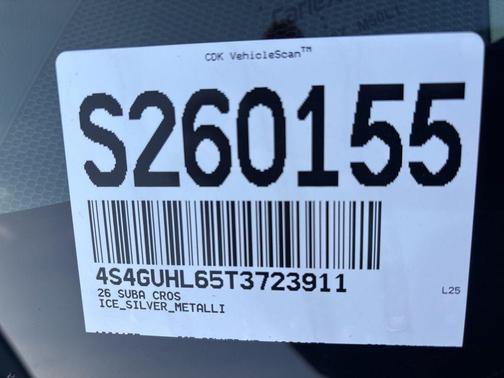 CDK VehicleScan™
S260155
4S4GUHL65T3723911
26 SUBA CROS
ICE_SILVER_METALLI
L25